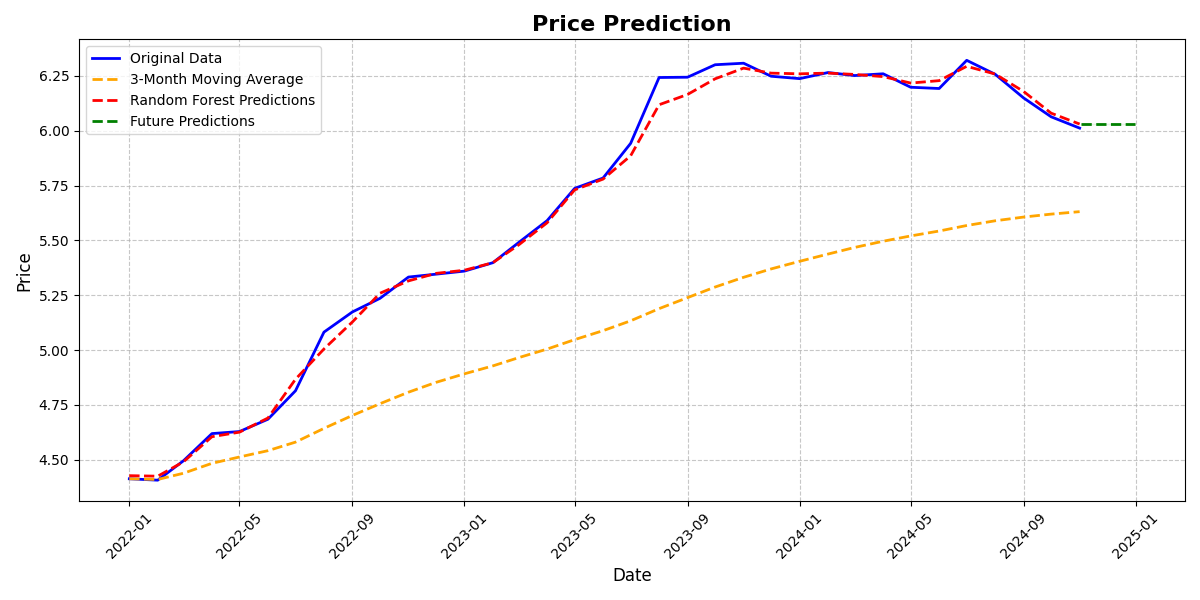 Price Prediction
Original Data
3-Month Moving Average
Random Forest Predictions
Future Predictions
Price
6.25
6.00
5.75
5.50
5.25
5.00
4.75
4.50
2022-01
2022-05
2022-09
2023-01
2023-05
2023-09
2024-01
2024-05
2024-09
2025-01
Date